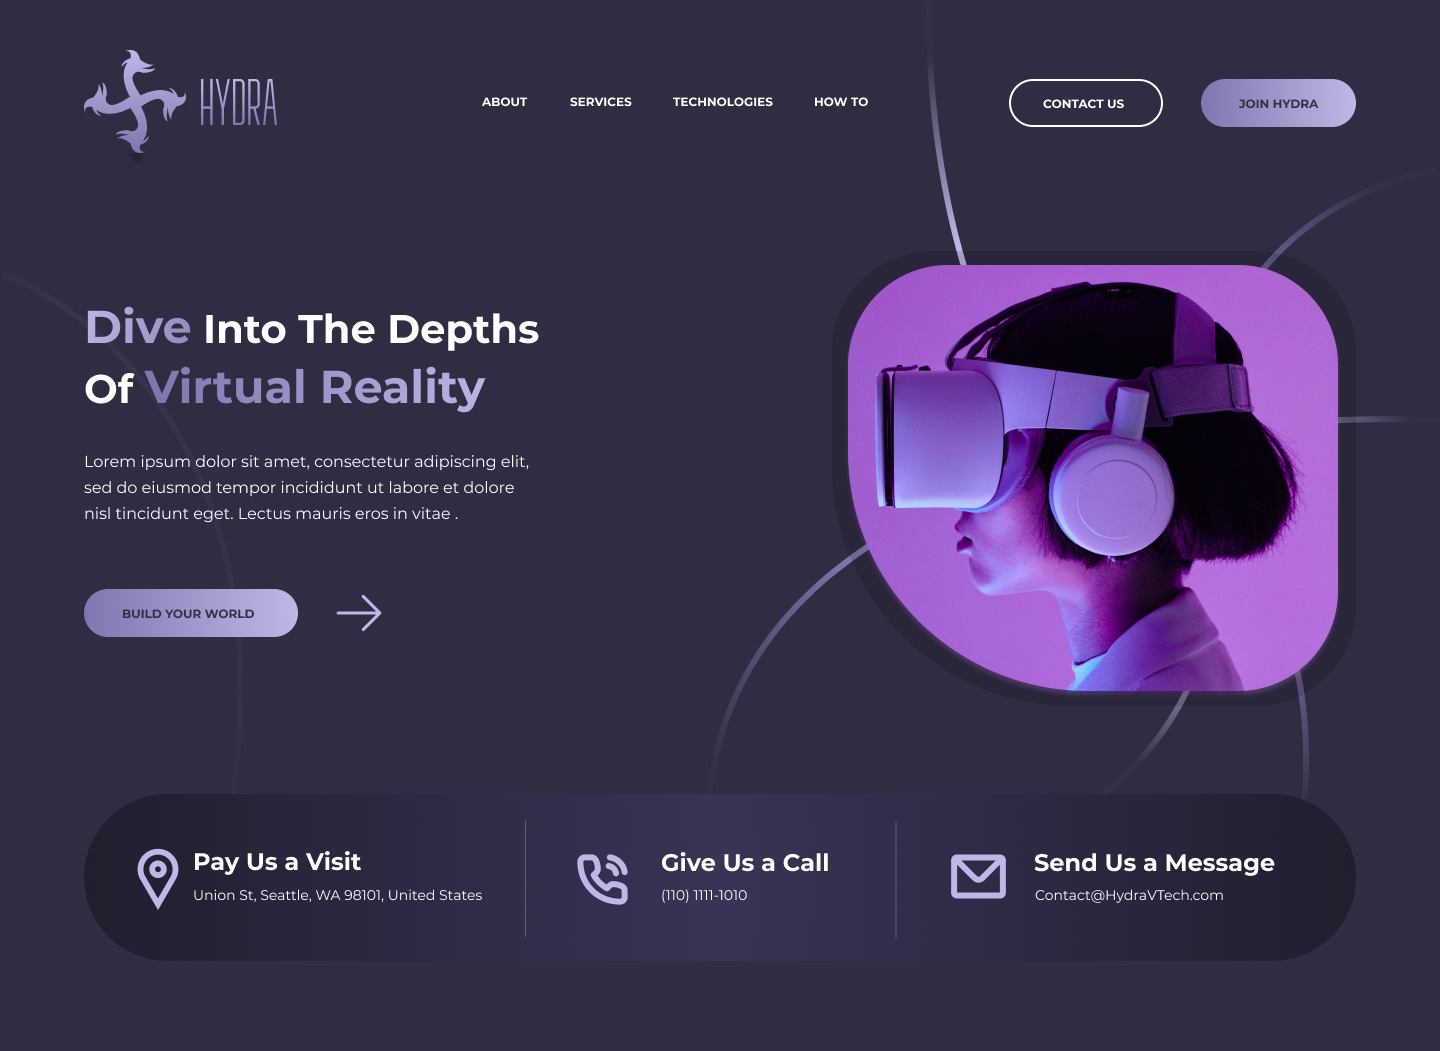 HYDRA
ABOUT
SERVICES
TECHNOLOGIES
HOW TO
CONTACT US
JOIN HYDRA
Dive Into The Depths
Of Virtual Reality
Lorem ipsum dolor sit amet, consectetur adipiscing elit,
sed do eiusmod tempor incididunt ut labore et dolore
nisl tincidunt eget. Lectus mauris eros in vitae .
BUILD YOUR WORLD
Pay Us a Visit
Union St, Seattle, WA 98101, United States
Give Us a Call
(110) 1111-1010
Send Us a Message
Contact@HydraVTech.com